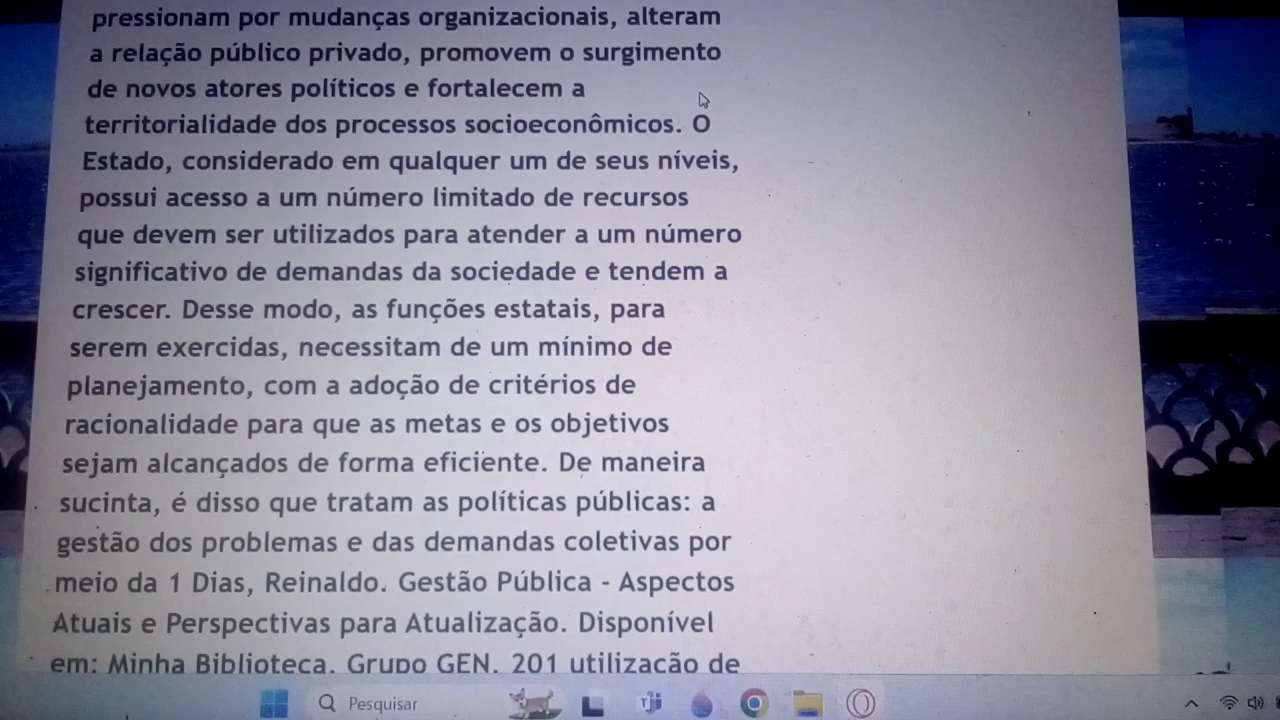 pressionam por mudanças organizacionais, alteram
a relação público privado, promovem o surgimento
de novos atores políticos e fortalecem a
territorialidade dos processos socioeconômicos. O
Estado, considerado em qualquer um de seus níveis,
possui acesso a um número limitado de recursos
que devem ser utilizados para atender a um número
significativo de demandas da sociedade e tendem a
crescer. Desse modo, as funções estatais, para
serem exercidas, necessitam de um mínimo de
planejamento, com a adoção de critérios de
racionalidade para que as metas e os objetivos
sejam alcançados de forma eficiente. De maneira
sucinta, é disso que tratam as políticas públicas: a
gestão dos problemas e das demandas coletivas por
meio da 1 Dias, Reinaldo. Gestão Pública - Aspectos
Atuais e Perspectivas para Atualização. Disponível
em: Minha Biblioteca, Grupo GEN, 201 utilização de
Pesquisar